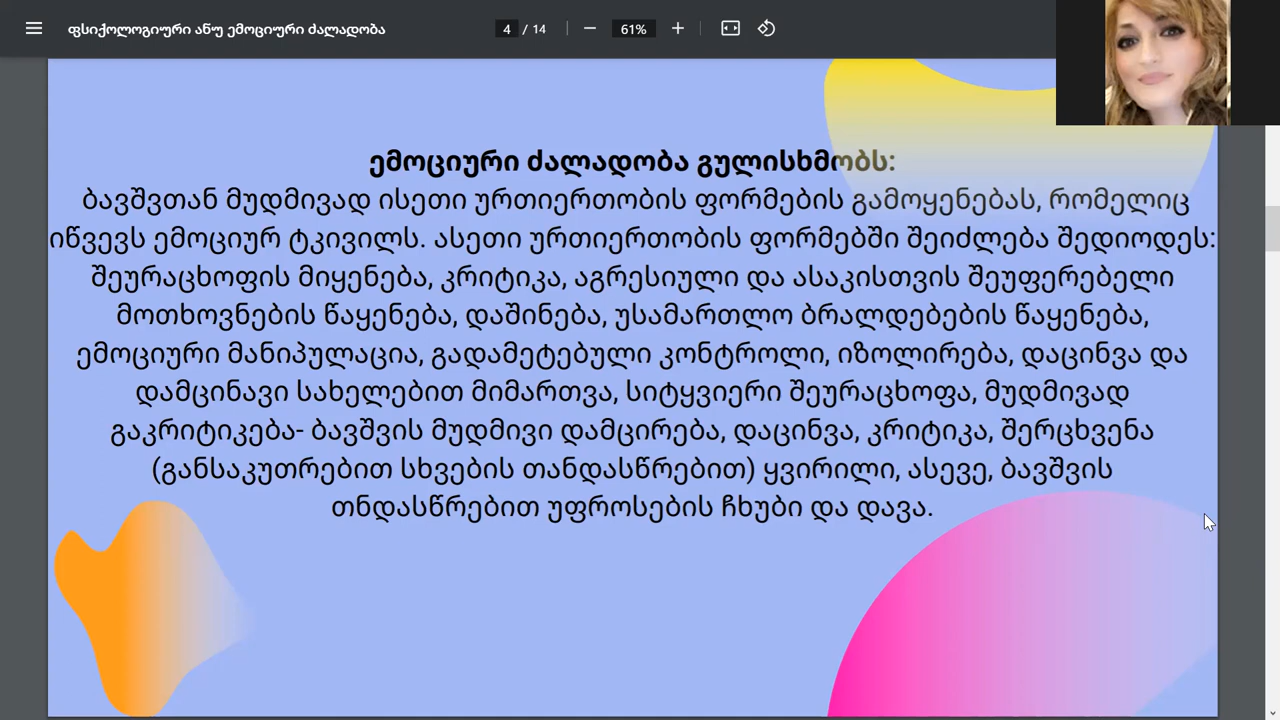 ფსიქოლოგიური ანუ ემოციური ძალადობა
4 / 14
61%
ემოციური ძალადობა გულისხმობს:
ბავშვთან მუდმივად ისეთი ურთიერთობის ფორმების გამოყენებას, რომელიც
იწვევს ემოციურ ტკივილს. ასეთი ურთიერთობის ფორმებში შეიძლება შედიოდეს:
შეურაცხოფის მიყენება, კრიტიკა, აგრესიული და ასაკისთვის შეუფერებელი
მოთხოვნების წაყენება, დაშინება, უსამართლო ბრალდებების წაყენება,
ემოციური მანიპულაცია, გადამეტებული კონტროლი, იზოლირება, დაცინვა და
დამცინავი სახელებით მიმართვა, სიტყვიერი შეურაცხოფა, მუდმივად
გაკრიტიკება- ბავშვის მუდმივი დამცირება, დაცინვა, კრიტიკა, შერცხვენა
(განსაკუთრებით სხვების თანდასწრებით) ყვირილი, ასევე, ბავშვის
თნდასწრებით უფროსების ჩხუბი და დავა.